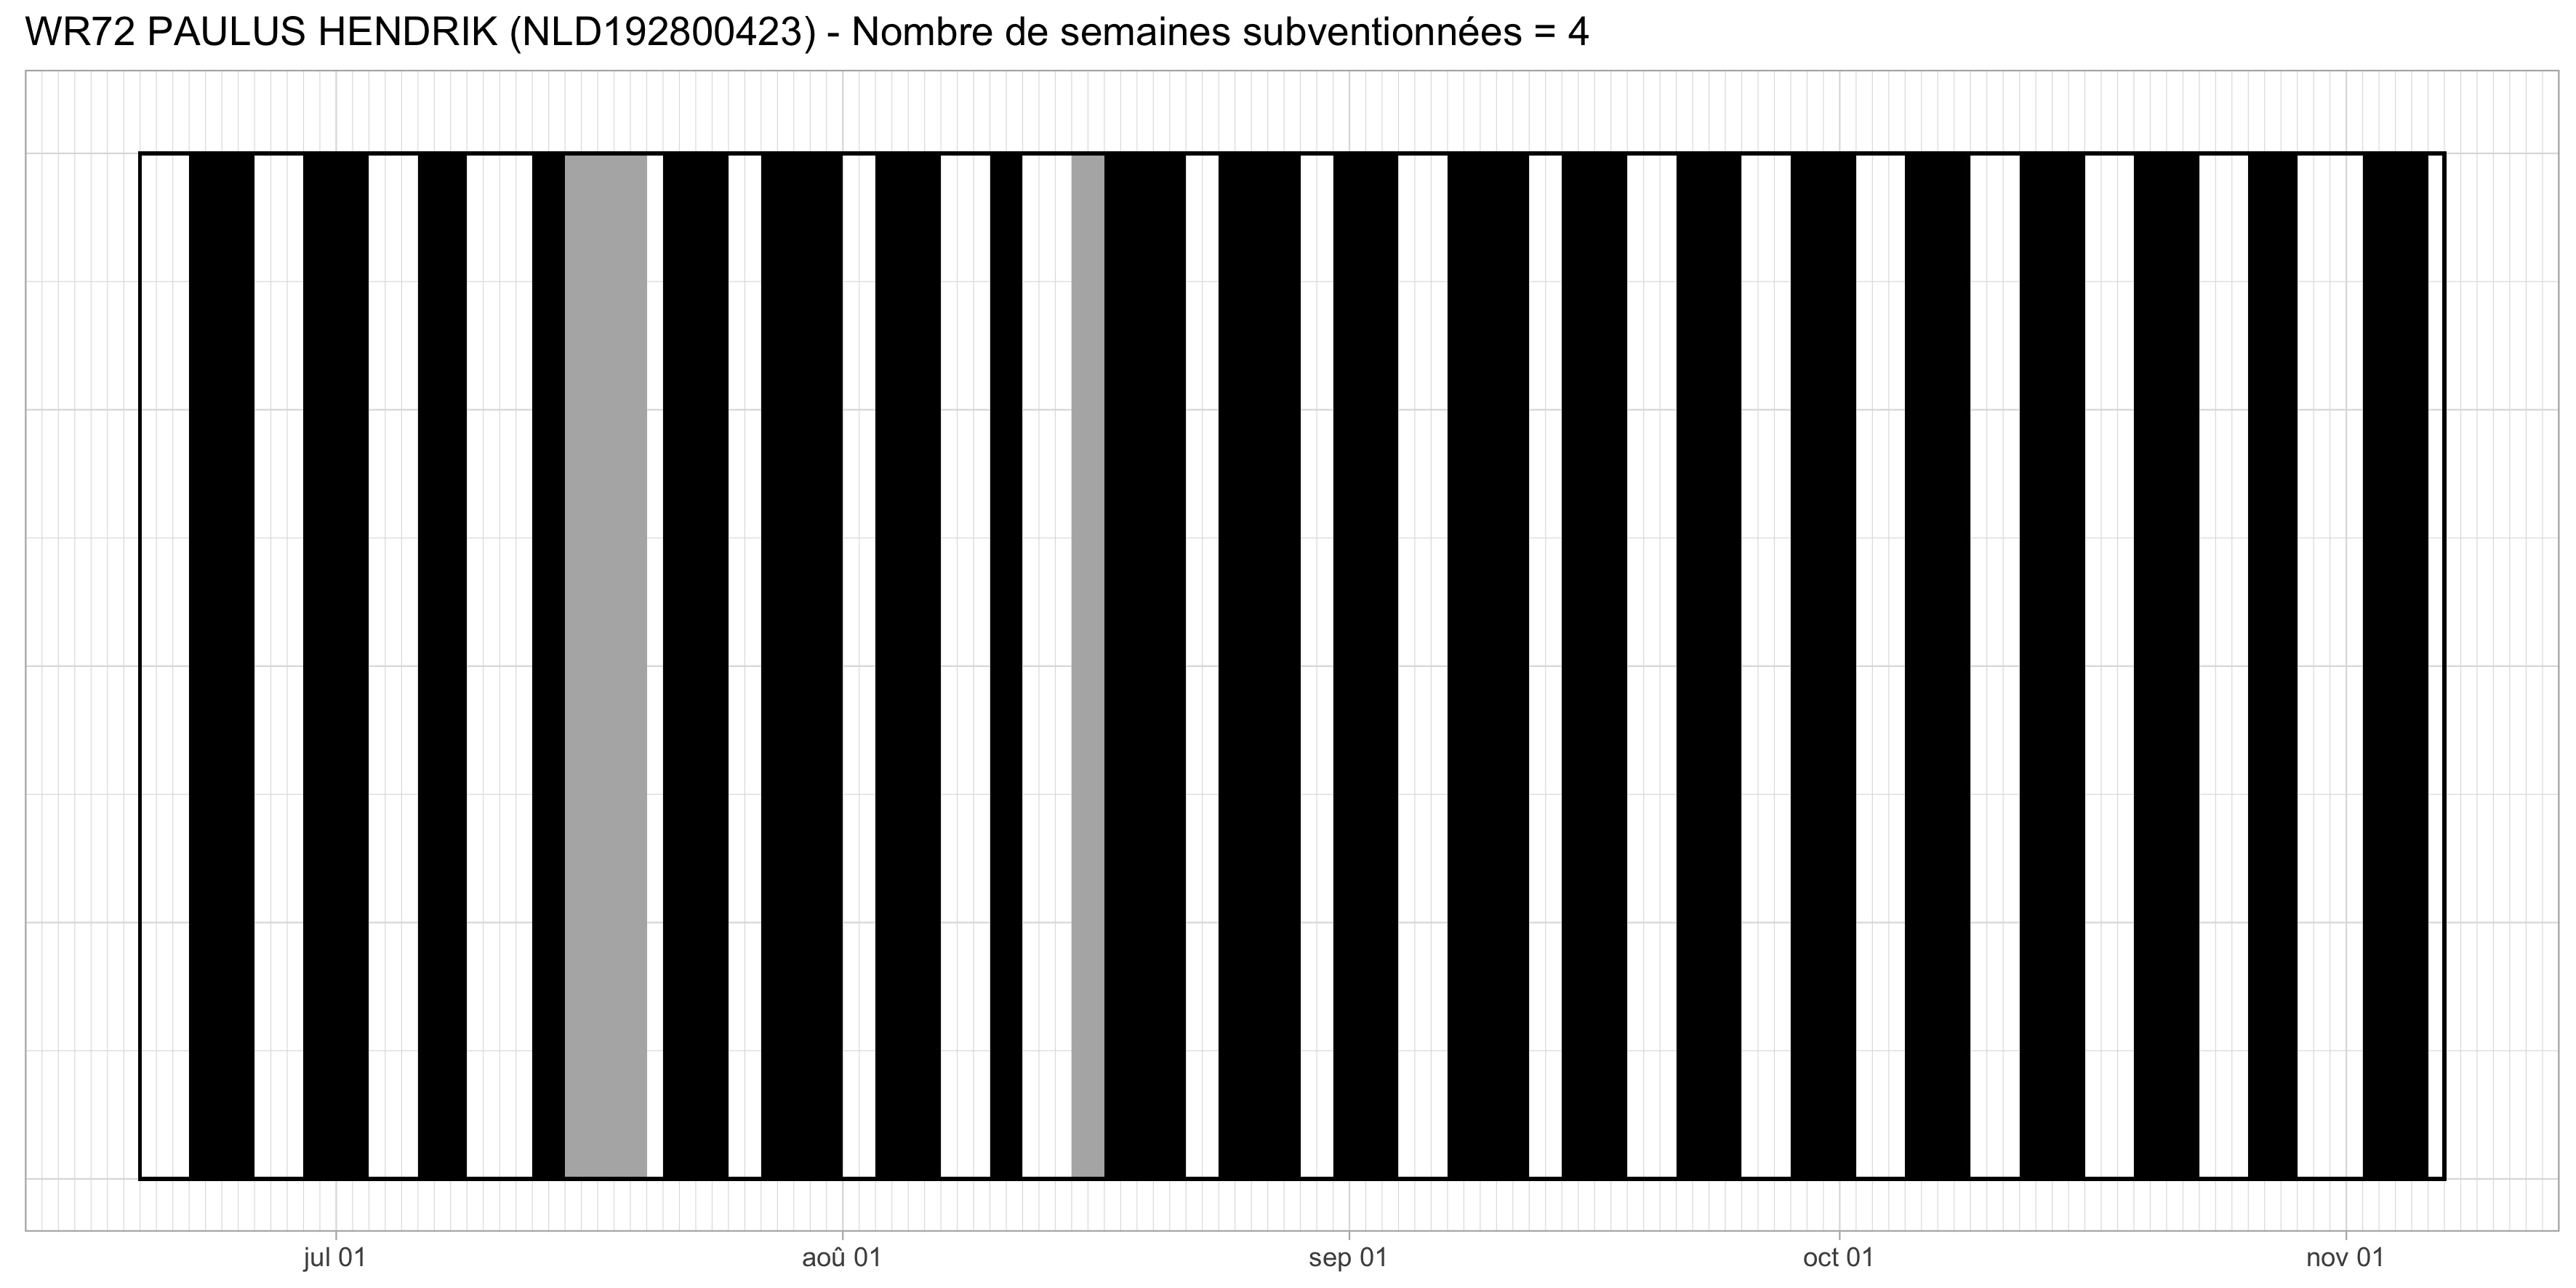 WR72 PAULUS HENDRIK (NLD192800423) - Nombre de semaines subventionnées = 4
jul 01 aoû 01 sep 01 oct 01 nov 01